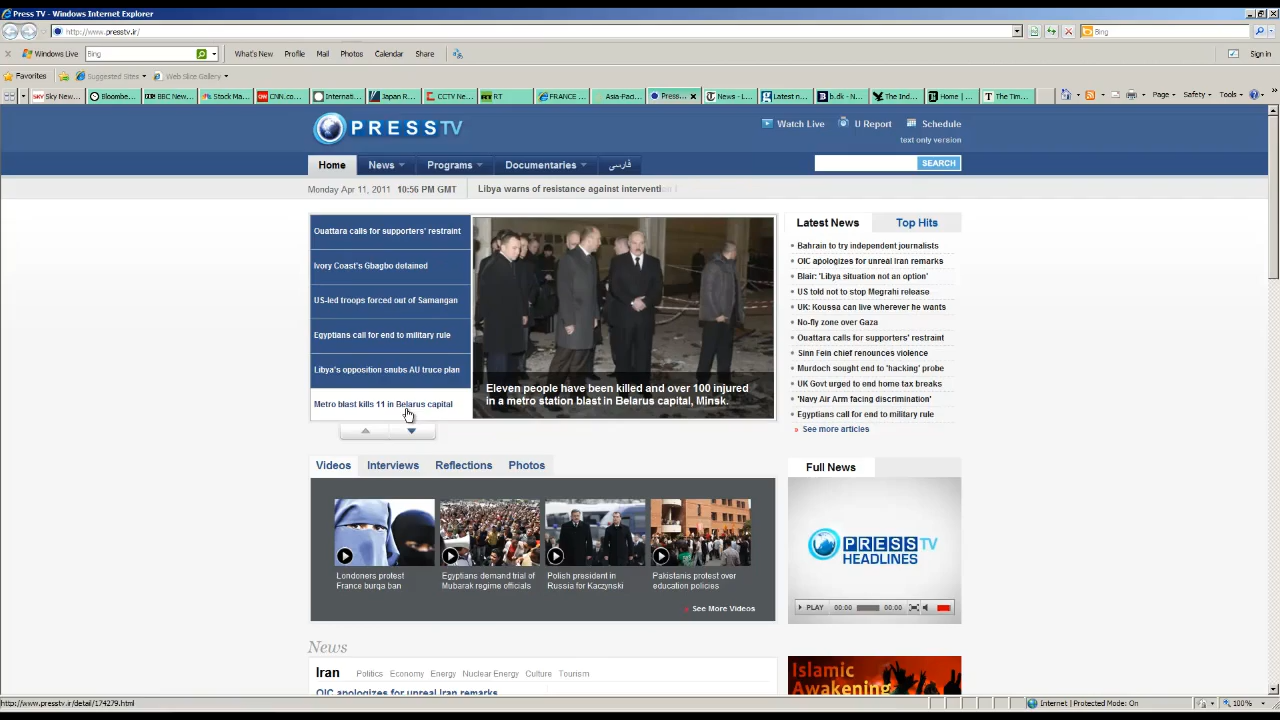 Press TV - Windows Internet Explorer
http://www.presstv.ir/
Bing
Windows Live
Bing
What's New
Profile
Mail
Photos
Calendar
Share
Sign in
Favorites
Suggested Sites
Web Slice Gallery
Sky New...
Bloombe...
BBC New...
Stock Ma...
CNN.co...
Internati...
Japan R...
CCTV Ne...
RT
FRANCE ...
Asia-Pac...
Press...
News - L...
Latest n...
b.dk - N...
The Ind...
Home | ...
The Tim...
Page
Safety
Tools
PRESS TV
Watch Live
U Report
Schedule
text only version
Home
News
Programs
Documentaries
فارسی
SEARCH
Monday Apr 11, 2011 10:56 PM GMT
Libya warns of resistance against interventi
Ouattara calls for supporters' restraint
Ivory Coast's Gbagbo detained
US-led troops forced out of Samangan
Egyptians call for end to military rule
Libya's opposition snubs AU truce plan
Metro blast kills 11 in Belarus capital
Eleven people have been killed and over 100 injured
in a metro station blast in Belarus capital, Minsk.
Latest News
Top Hits
Bahrain to try independent journalists
OIC apologizes for unreal Iran remarks
Blair: 'Libya situation not an option'
US told not to stop Megrahi release
UK: Koussa can live wherever he wants
No-fly zone over Gaza
Ouattara calls for supporters' restraint
Sinn Fein chief renounces violence
Murdoch sought end to 'hacking' probe
UK Govt urged to end home tax breaks
'Navy Air Arm facing discrimination'
Egyptians call for end to military rule
» See more articles
Videos
Interviews
Reflections
Photos
Londoners protest
France burqa ban
Egyptians demand trial of
Mubarak regime officials
Polish president in
Russia for Kaczynski
Pakistanis protest over
education policies
» See More Videos
Full News
PRESS TV
HEADLINES
PLAY
00:00
00:00
News
Iran
Politics
Economy
Energy
Nuclear Energy
Culture
Tourism
OIC apologizes for unreal Iran remarks
Islamic
Awakening
http://www.presstv.ir/detail/174279.html
Internet | Protected Mode: On
100%